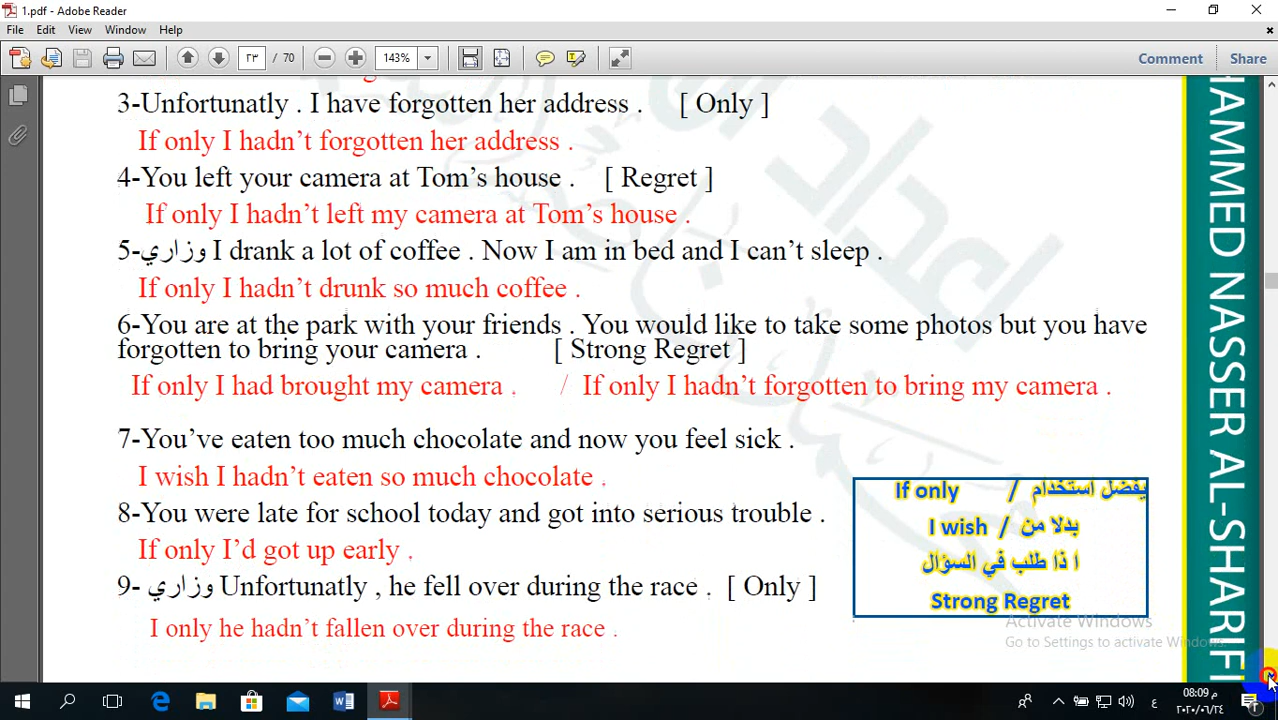 1.pdf - Adobe Reader
File Edit View Window Help
٢٣ / 70 143% Comment Share
3-Unfortunatly . I have forgotten her address . [ Only ]
If only I hadn't forgotten her address .
4-You left your camera at Tom's house . [ Regret ]
If only I hadn't left my camera at Tom's house .
5-وزاري I drank a lot of coffee . Now I am in bed and I can't sleep .
If only I hadn't drunk so much coffee .
6-You are at the park with your friends . You would like to take some photos but you have
forgotten to bring your camera . [ Strong Regret ]
If only I had brought my camera . / If only I hadn't forgotten to bring my camera .
7-You've eaten too much chocolate and now you feel sick .
I wish I hadn't eaten so much chocolate .
8-You were late for school today and got into serious trouble .
If only I'd got up early .
9- وزاري Unfortunatly , he fell over during the race . [ Only ]
I only he hadn't fallen over during the race .
يفضل استخدام / If only
بدلا من / I wish
ا ذا طلب في السؤال
Strong Regret
Activate Windows
Go to Settings to activate Windows.
HAMMED NASSER AL-SHARIFI
ع
08:09 م
٢٠٢٠/٠٦/٢٤